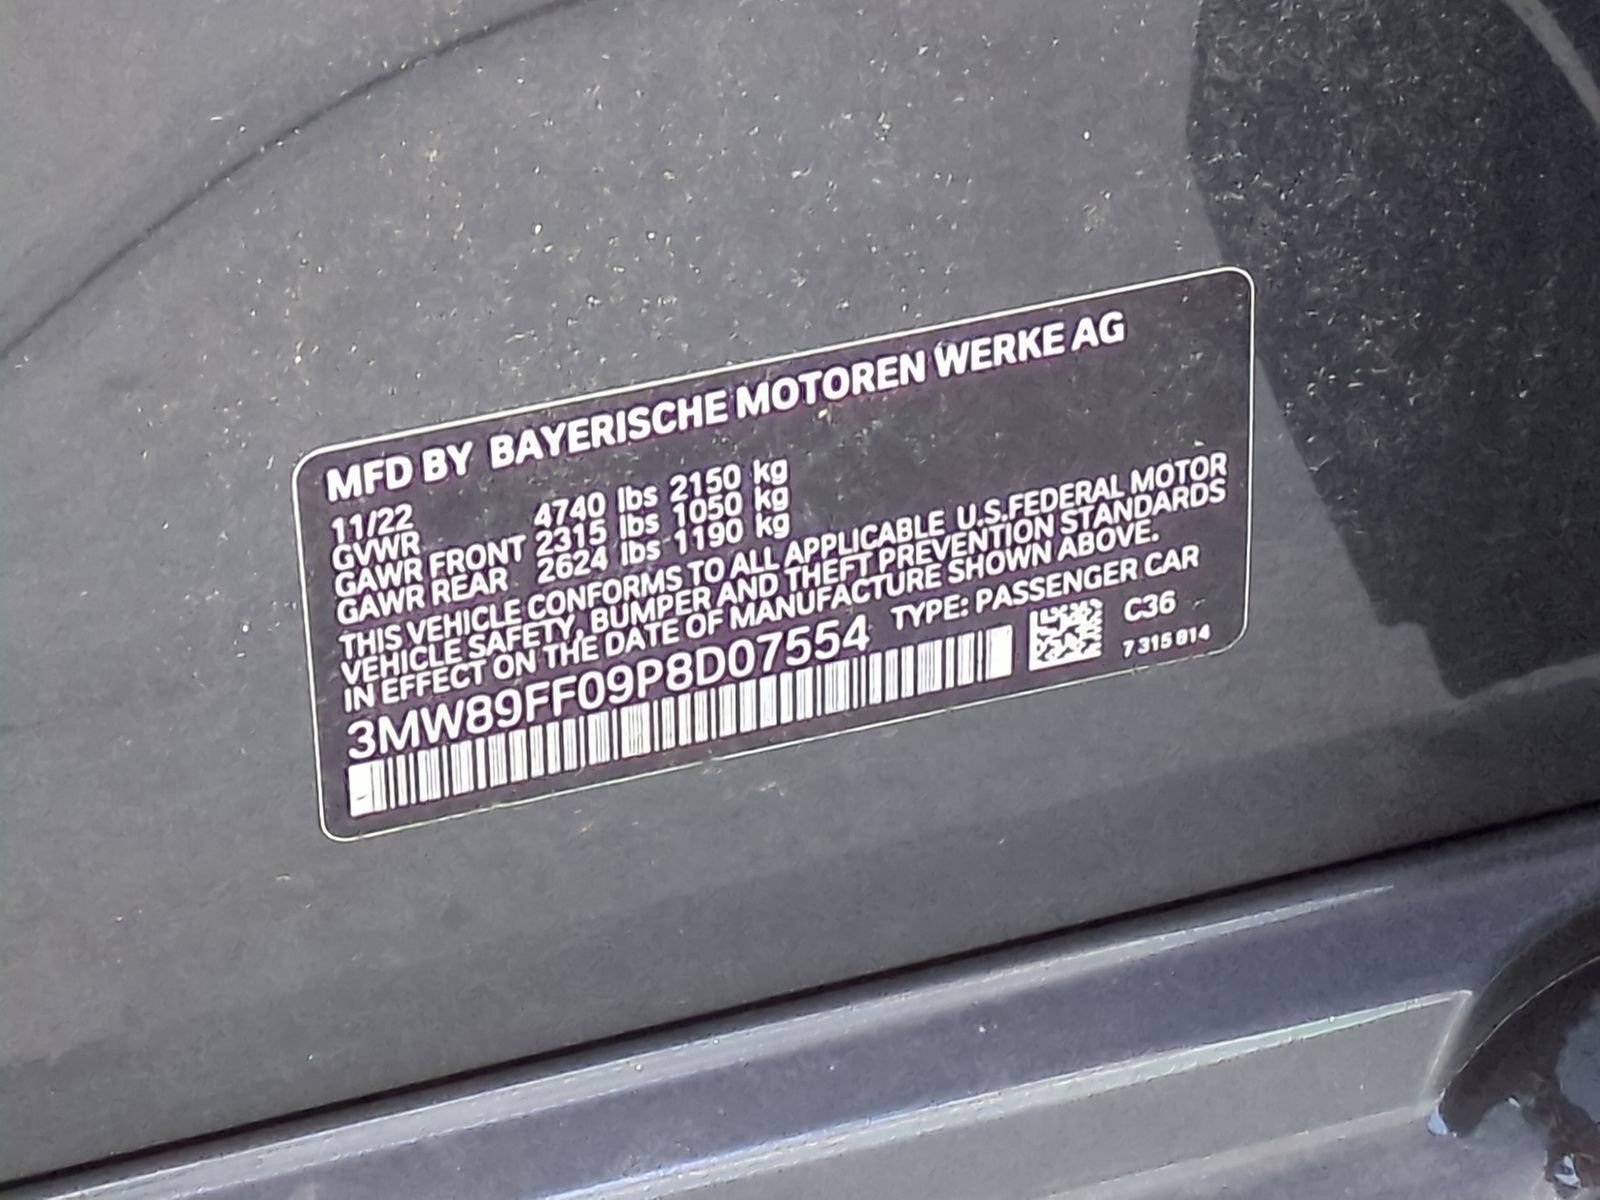 MFD BY BAYERISCHE MOTOREN WERKE AG
11/22
GVWR 4740 lbs 2150 kg
GAWR FRONT 2315 lbs 1050 kg
GAWR REAR 2624 lbs 1190 kg
THIS VEHICLE CONFORMS TO ALL APPLICABLE U.S.FEDERAL MOTOR
VEHICLE SAFETY, BUMPER AND THEFT PREVENTION STANDARDS
IN EFFECT ON THE DATE OF MANUFACTURE SHOWN ABOVE.
3MW89FF09P8D07554 TYPE: PASSENGER CAR
C36
7 315 814